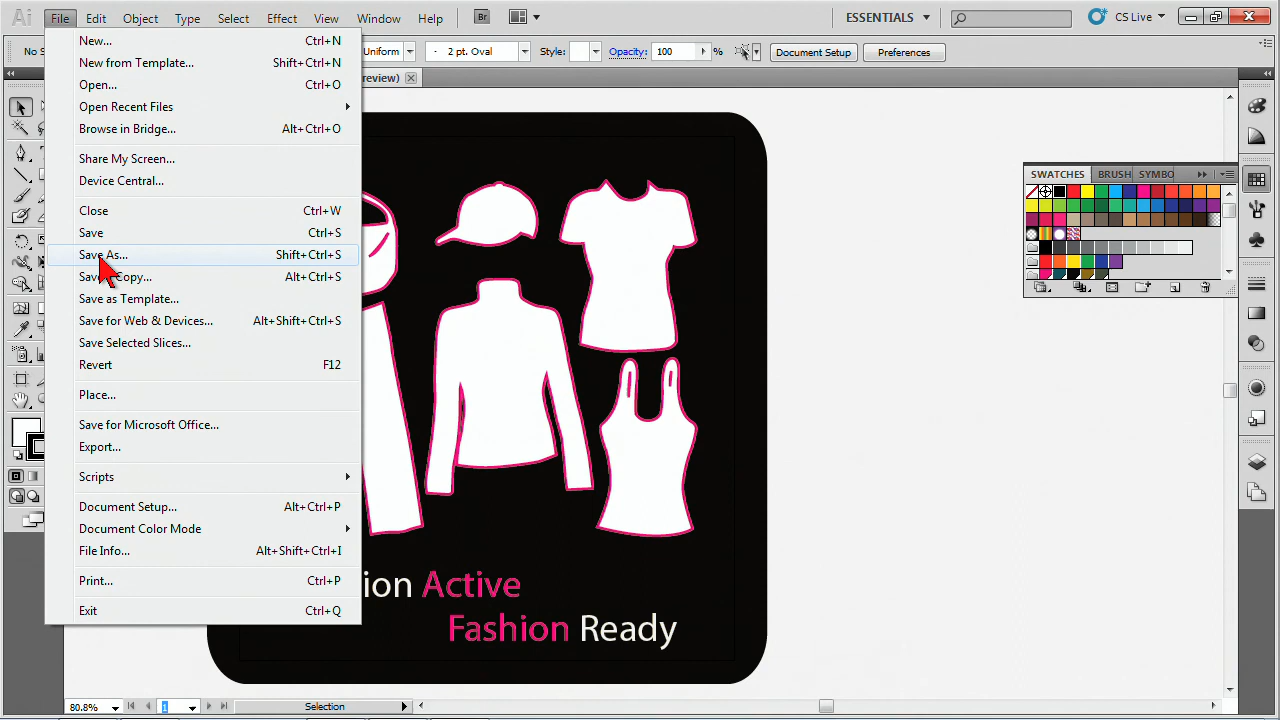 Ai File Edit Object Type Select Effect View Window Help Br ESSENTIALS CS Live
No S Uniform 2 pt. Oval Style: Opacity: 100 % Document Setup Preferences
review)
New... Ctrl+N
New from Template... Shift+Ctrl+N
Open... Ctrl+O
Open Recent Files
Browse in Bridge... Alt+Ctrl+O
Share My Screen...
Device Central...
Close Ctrl+W
Save Ctrl+S
Save As... Shift+Ctrl+S
Save Copy... Alt+Ctrl+S
Save as Template...
Save for Web & Devices... Alt+Shift+Ctrl+S
Save Selected Slices...
Revert F12
Place...
Save for Microsoft Office...
Export...
Scripts
Document Setup... Alt+Ctrl+P
Document Color Mode
File Info... Alt+Shift+Ctrl+I
Print... Ctrl+P
Exit Ctrl+Q
SWATCHES BRUSH SYMBO
ion Active
Fashion Ready
80.8% 1 Selection